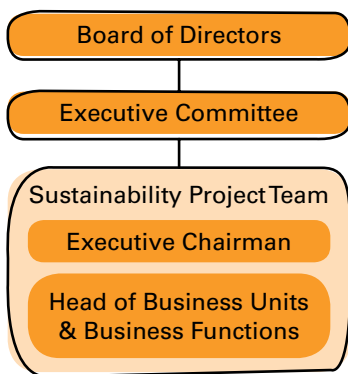 Board of Directors
Executive Committee
Sustainability Project Team
Executive Chairman
Head of Business Units
& Business Functions